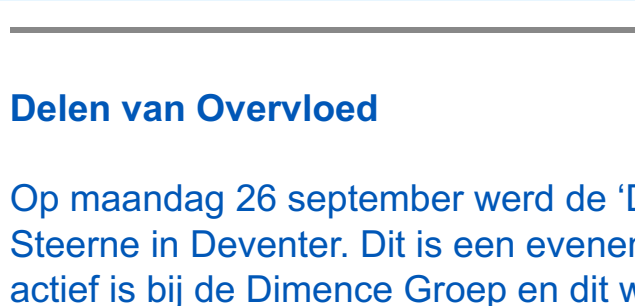 Delen van Overvloed
Op maandag 26 september werd de
Steerne in Deventer. Dit is een
actief is bij de Dimence Groep en dit